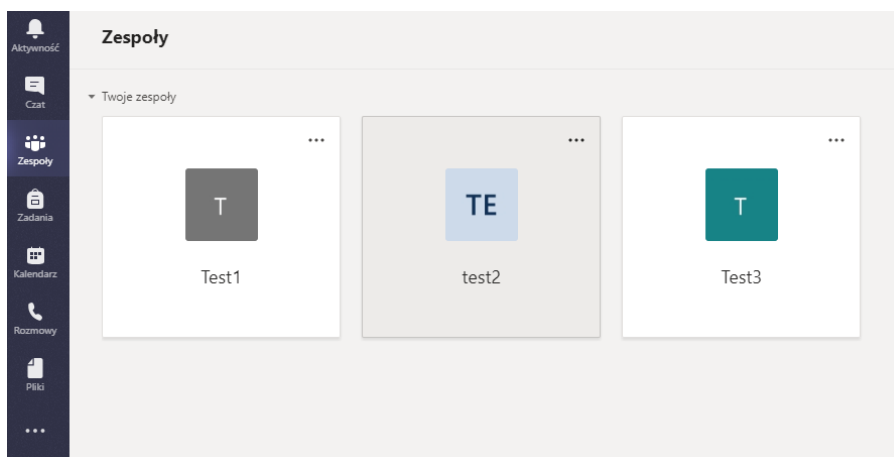 Aktywność
Czat
Zespoły
Zadania
Kalendarz
Rozmowy
Pliki
Zespoły
Twoje zespoły
T
Test1
TE
test2
T
Test3